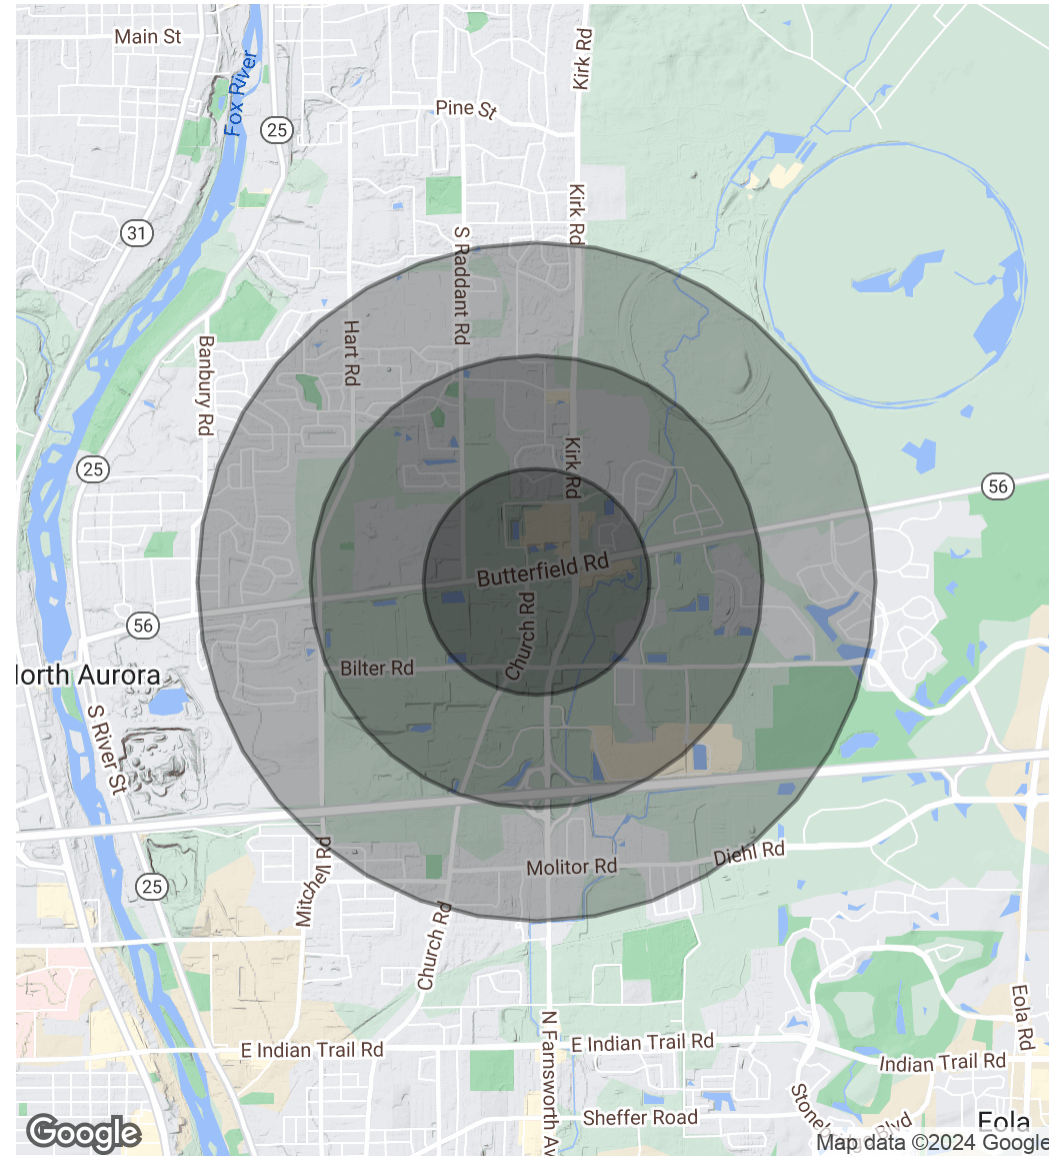 Main St
Kirk Rd
Fox River
Pine St
25
31
Kirk Rd
S Raddant Rd
Hart Rd
Banbury Rd
25
Kirk Rd
56
Butterfield Rd
Church Rd
56
Bilter Rd
North Aurora
S River St
25
Mitchell Rd
Molitor Rd
Diehl Rd
Church Rd
Eola Rd
E Indian Trail Rd
E Indian Trail Rd
Indian Trail Rd
N Farnsworth Av
Sheffer Road
Eola
Google
Map data ©2024 Google